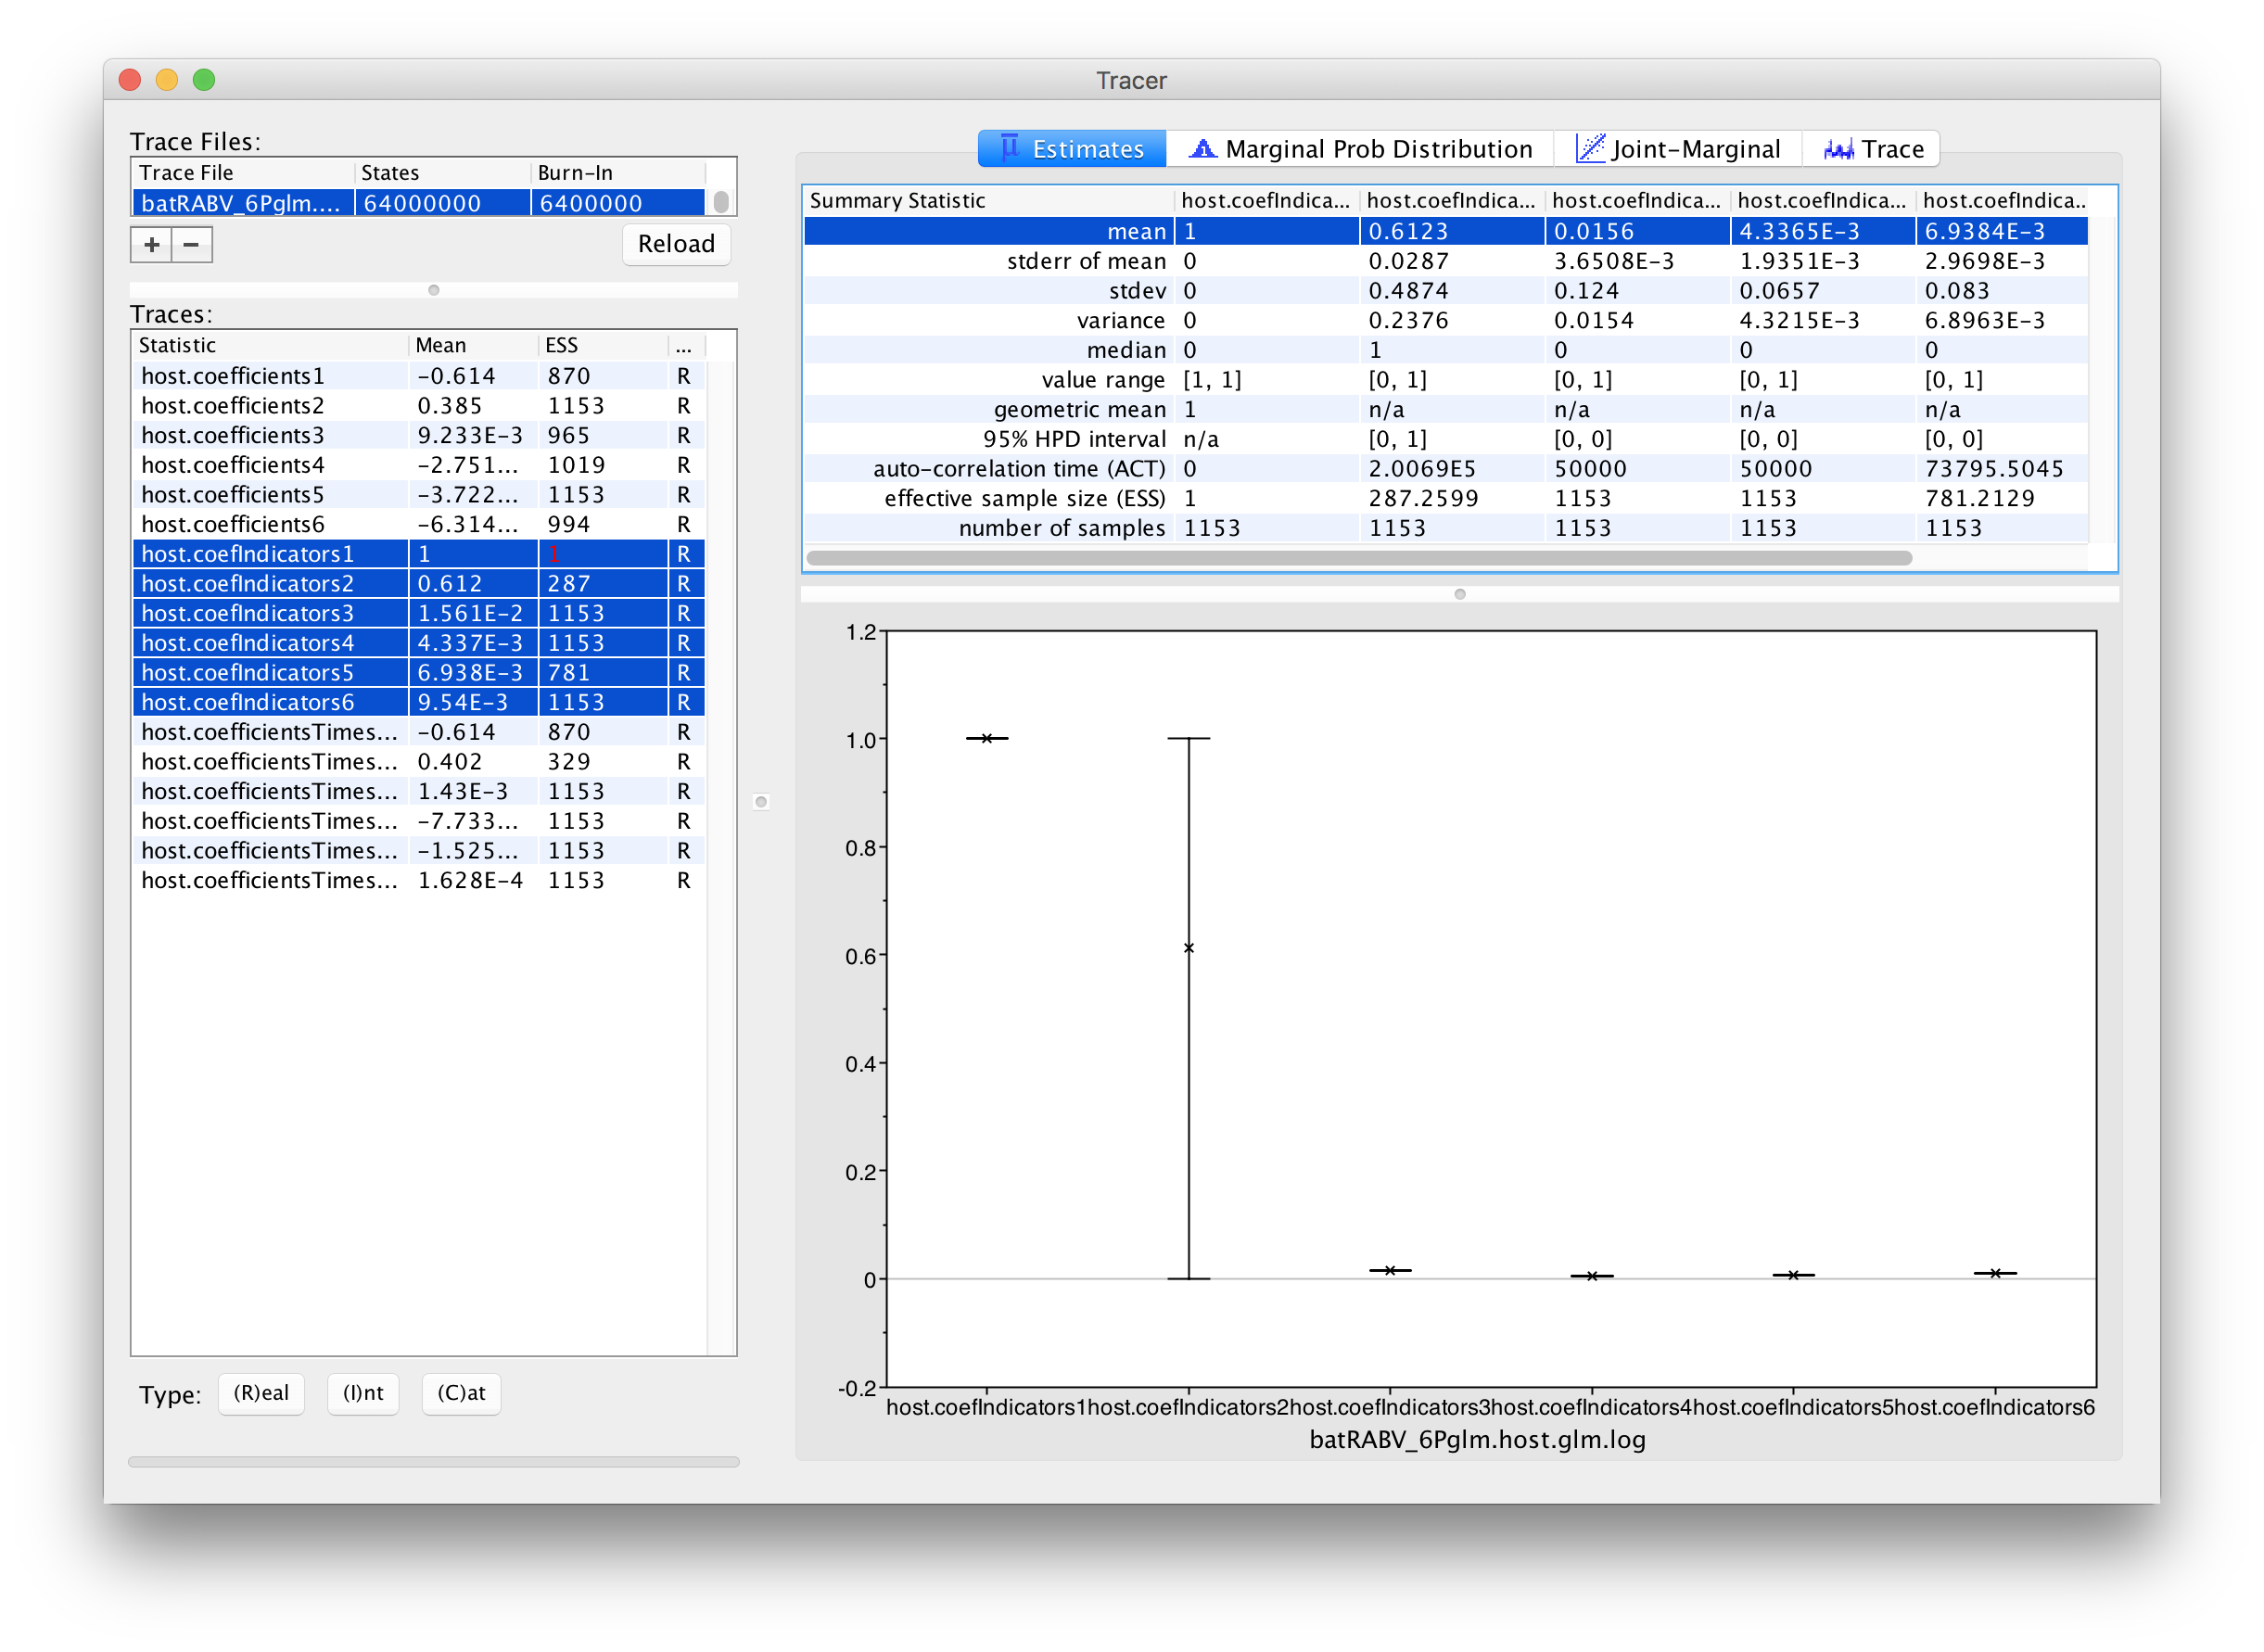 Tracer
Trace Files:
Trace File States Burn-In
batRABV_6Pglm.... 64000000 6400000
+ −
Reload
Traces:
Statistic Mean ESS ...
host.coefficients1 −0.614 870 R
host.coefficients2 0.385 1153 R
host.coefficients3 9.233E−3 965 R
host.coefficients4 −2.751... 1019 R
host.coefficients5 −3.722... 1153 R
host.coefficients6 −6.314... 994 R
host.coefIndicators1 1 1 R
host.coefIndicators2 0.612 287 R
host.coefIndicators3 1.561E−2 1153 R
host.coefIndicators4 4.337E−3 1153 R
host.coefIndicators5 6.938E−3 781 R
host.coefIndicators6 9.54E−3 1153 R
host.coefficientsTimes... −0.614 870 R
host.coefficientsTimes... 0.402 329 R
host.coefficientsTimes... 1.43E−3 1153 R
host.coefficientsTimes... −7.733... 1153 R
host.coefficientsTimes... −1.525... 1153 R
host.coefficientsTimes... 1.628E−4 1153 R
Type: (R)eal (I)nt (C)at
Estimates Marginal Prob Distribution Joint-Marginal Trace
Summary Statistic host.coefIndica... host.coefIndica... host.coefIndica... host.coefIndica... host.coefIndica..
mean 1 0.6123 0.0156 4.3365E−3 6.9384E−3
stderr of mean 0 0.0287 3.6508E−3 1.9351E−3 2.9698E−3
stdev 0 0.4874 0.124 0.0657 0.083
variance 0 0.2376 0.0154 4.3215E−3 6.8963E−3
median 0 1 0 0 0
value range [1, 1] [0, 1] [0, 1] [0, 1] [0, 1]
geometric mean 1 n/a n/a n/a n/a
95% HPD interval n/a [0, 1] [0, 0] [0, 0] [0, 0]
auto-correlation time (ACT) 0 2.0069E5 50000 50000 73795.5045
effective sample size (ESS) 1 287.2599 1153 1153 781.2129
number of samples 1153 1153 1153 1153 1153
1.2
1.0
0.8
0.6
0.4
0.2
0
-0.2
host.coefIndicators1 host.coefIndicators2 host.coefIndicators3 host.coefIndicators4 host.coefIndicators5 host.coefIndicators6
batRABV_6Pglm.host.glm.log